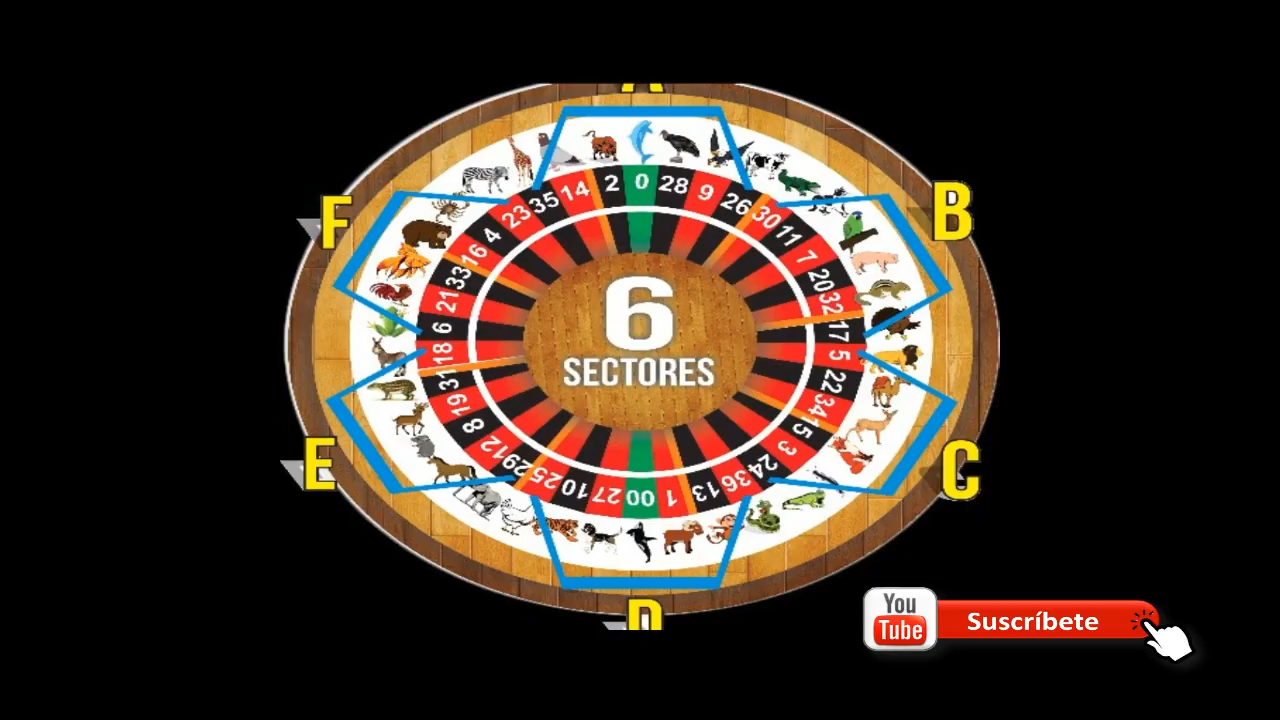 A
F
B
2 0 28 9 26 30 11 7 20 32 17 5 22 34 15 3 24 36 13 1 00 27 10 25 29 12 8 19 31 18 6 21 33 16 4 23 35 14
6
SECTORES
E
C
D
You
Tube
Suscríbete